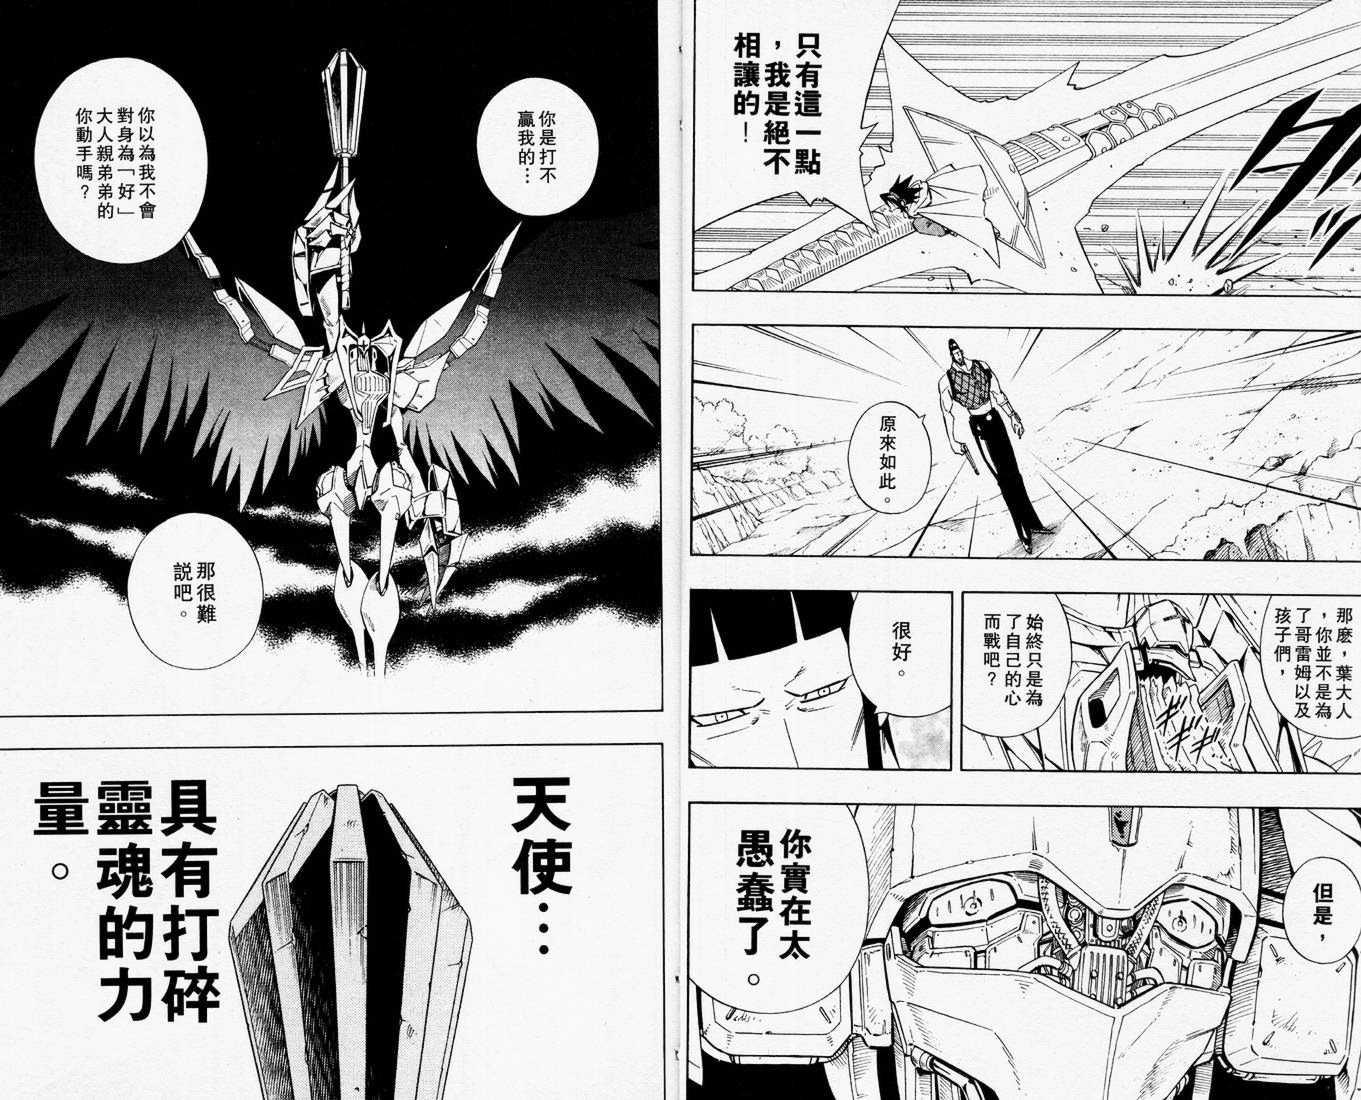 只有這一點
，我是絕不
相讓的！
原來如此。
那麽，葉大人
，你並不是為
了哥雷姆以及
孩子們，
始終只是為
了自己的心
而戰吧？
很好。
但是，
你實在太
愚蠢了。
你是打不
贏我的…
你以為我不會
對身為「好」
大人親弟弟的
你動手嗎？
那很難
說吧。
天使…
具有打碎
靈魂的力
量。